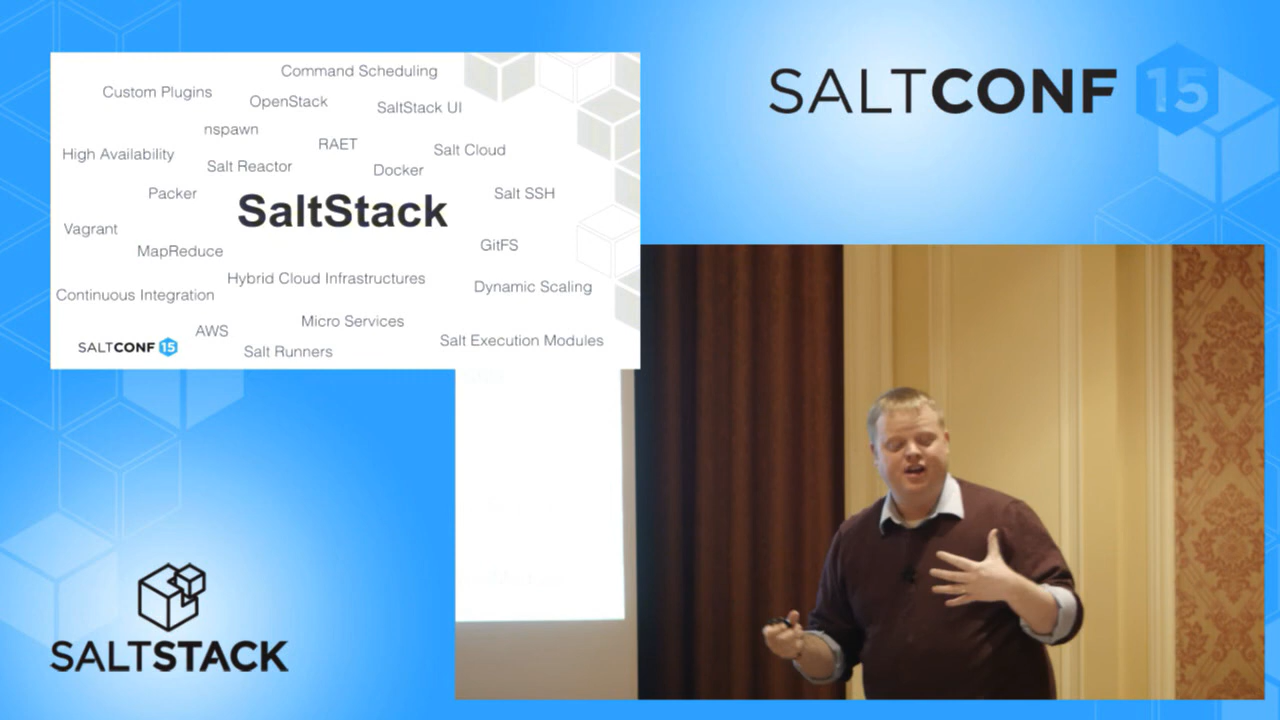 Command Scheduling
Custom Plugins
OpenStack
SaltStack UI
nspawn
RAET
High Availability
Salt Reactor
Docker
Salt Cloud
Packer
SaltStack
Salt SSH
Vagrant
MapReduce
GitFS
Hybrid Cloud Infrastructures
Continuous Integration
Dynamic Scaling
AWS
Micro Services
Salt Runners
Salt Execution Modules
SALTCONF 15
SALTCONF 15
SALTSTACK